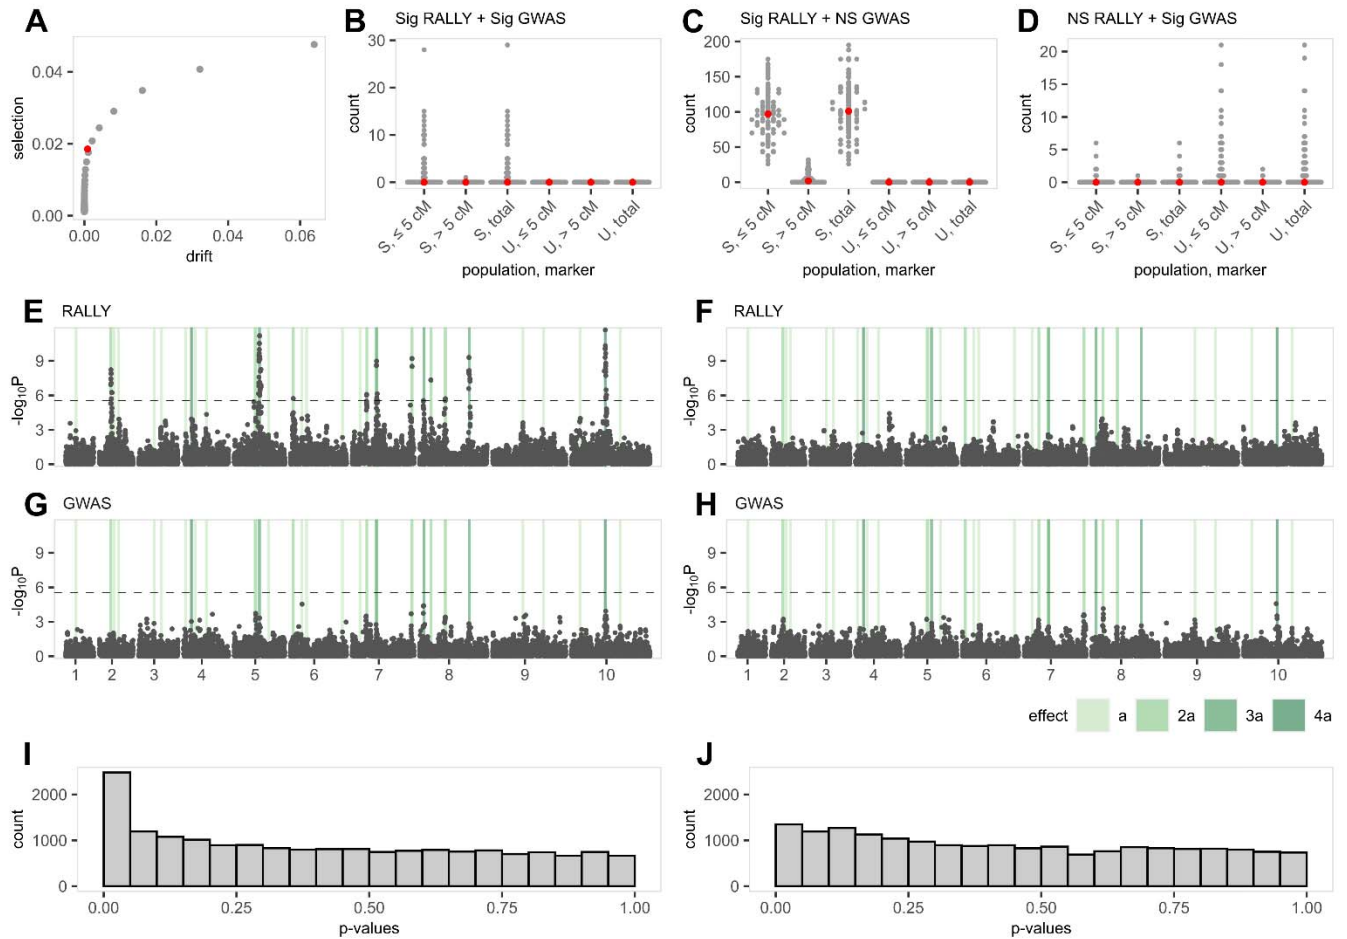 A
selection
0.04
0.02
0.00
0.00 0.02 0.04 0.06
drift
B Sig RALLY + Sig GWAS
count
30
20
10
0
S, ≤ 5 cM S, > 5 cM S, total U, ≤ 5 cM U, > 5 cM U, total
population, marker
C Sig RALLY + NS GWAS
count
200
150
100
50
0
S, ≤ 5 cM S, > 5 cM S, total U, ≤ 5 cM U, > 5 cM U, total
population, marker
D NS RALLY + Sig GWAS
count
20
15
10
5
0
S, ≤ 5 cM S, > 5 cM S, total U, ≤ 5 cM U, > 5 cM U, total
population, marker
E RALLY
-log10P
9
6
3
0
F RALLY
-log10P
9
6
3
0
G GWAS
-log10P
9
6
3
0
1 2 3 4 5 6 7 8 9 10
H GWAS
-log10P
9
6
3
0
1 2 3 4 5 6 7 8 9 10
effect a 2a 3a 4a
I
count
2000
1000
0
0.00 0.25 0.50 0.75 1.00
p-values
J
count
2000
1000
0
0.00 0.25 0.50 0.75 1.00
p-values